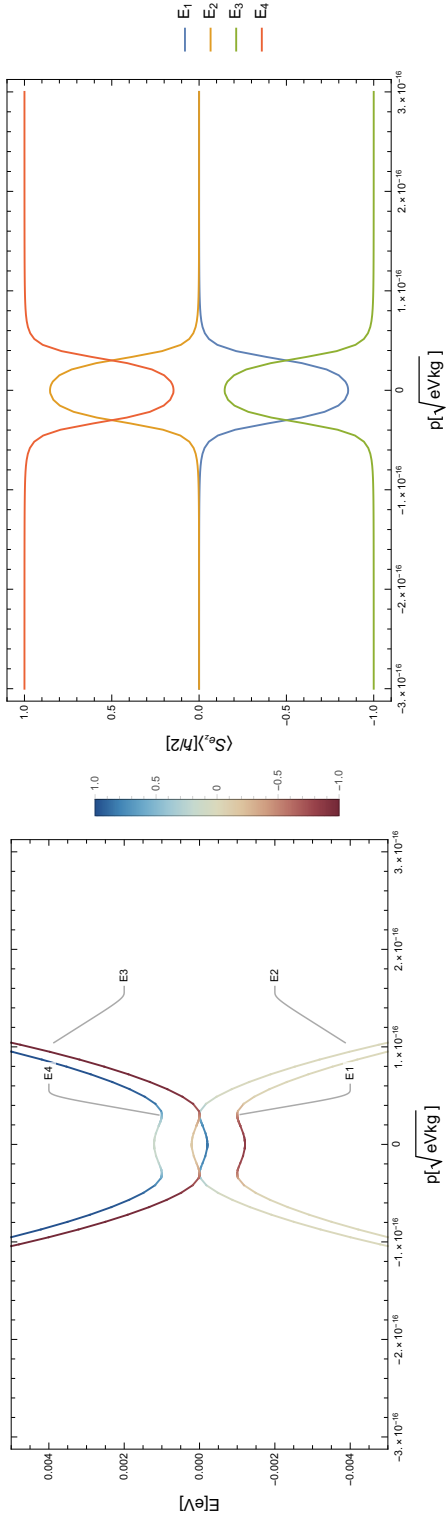 E[eV]
0.004
0.002
0.000
-0.002
-0.004
E4
E3
E1
E2
-3.×10⁻¹⁶
-2.×10⁻¹⁶
-1.×10⁻¹⁶
0
1.×10⁻¹⁶
2.×10⁻¹⁶
3.×10⁻¹⁶
p[√eVkg]
1.0
0.5
0
-0.5
-1.0
⟨S_{e_z}⟩[ℏ/2]
1.0
0.5
0.0
-0.5
-1.0
-3.×10⁻¹⁶
-2.×10⁻¹⁶
-1.×10⁻¹⁶
0
1.×10⁻¹⁶
2.×10⁻¹⁶
3.×10⁻¹⁶
p[√eVkg]
E₁
E₂
E₃
E₄